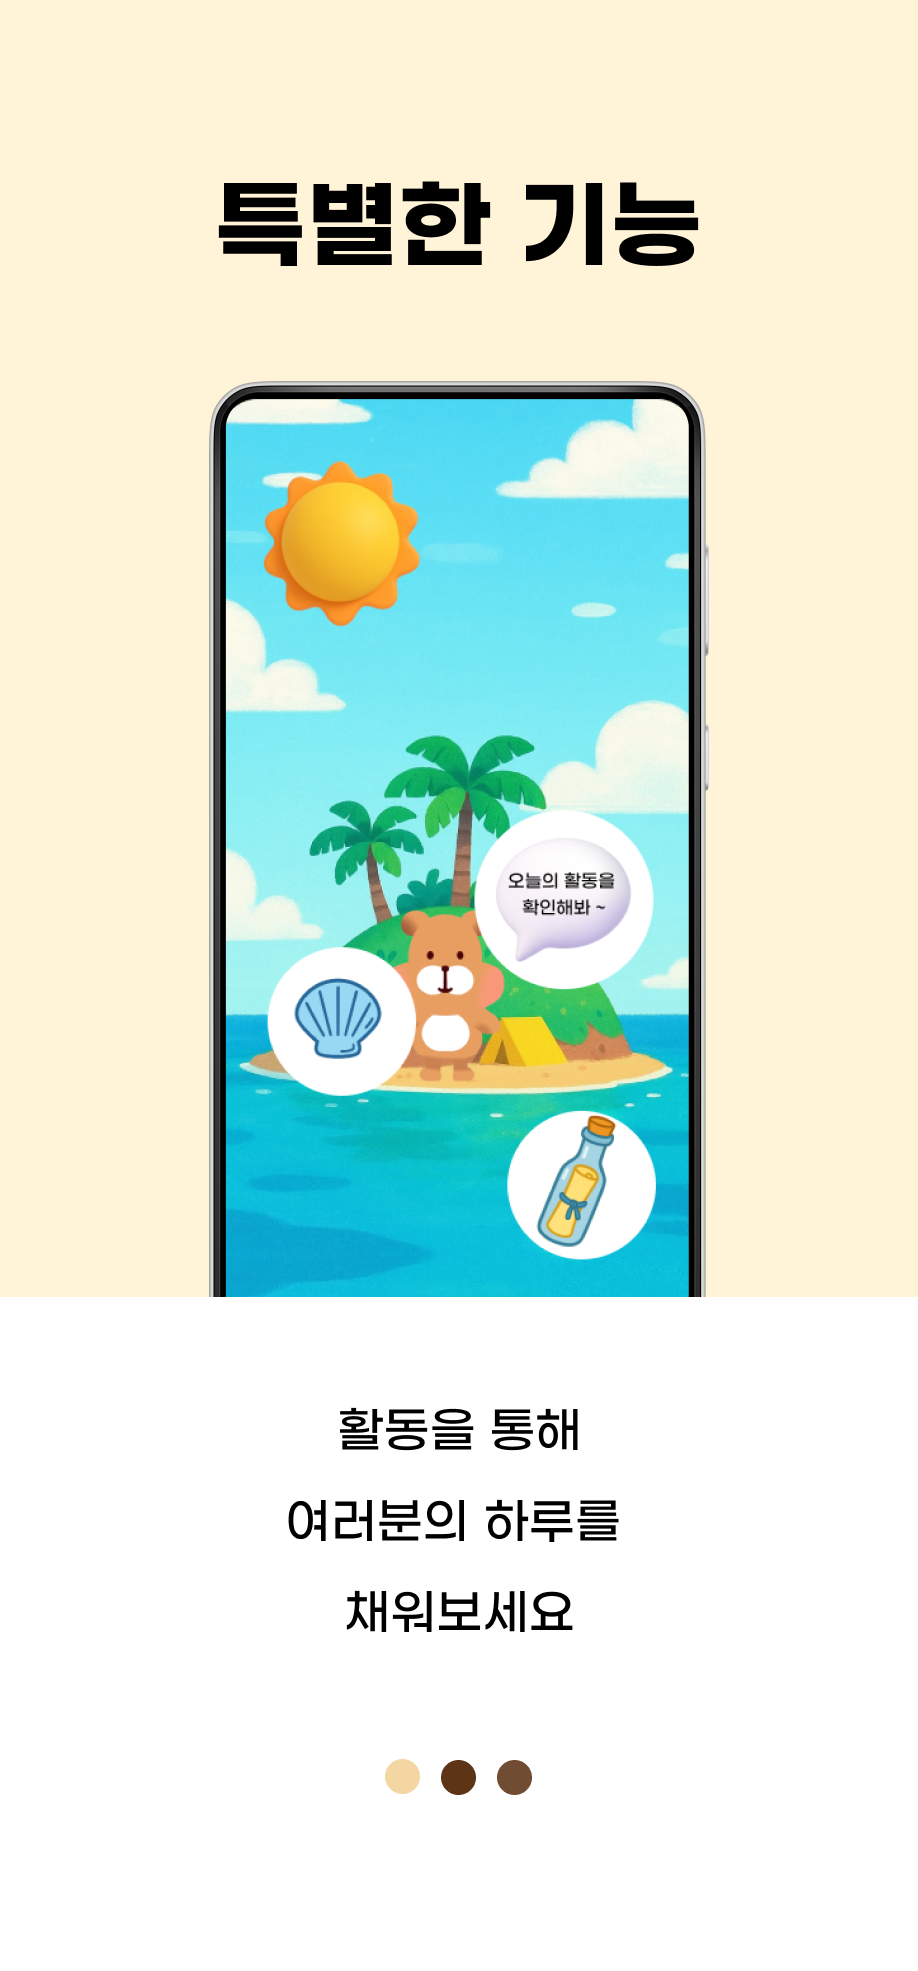 특별한 기능
오늘의 활동을
확인해봐 ~
활동을 통해
여러분의 하루를
채워보세요